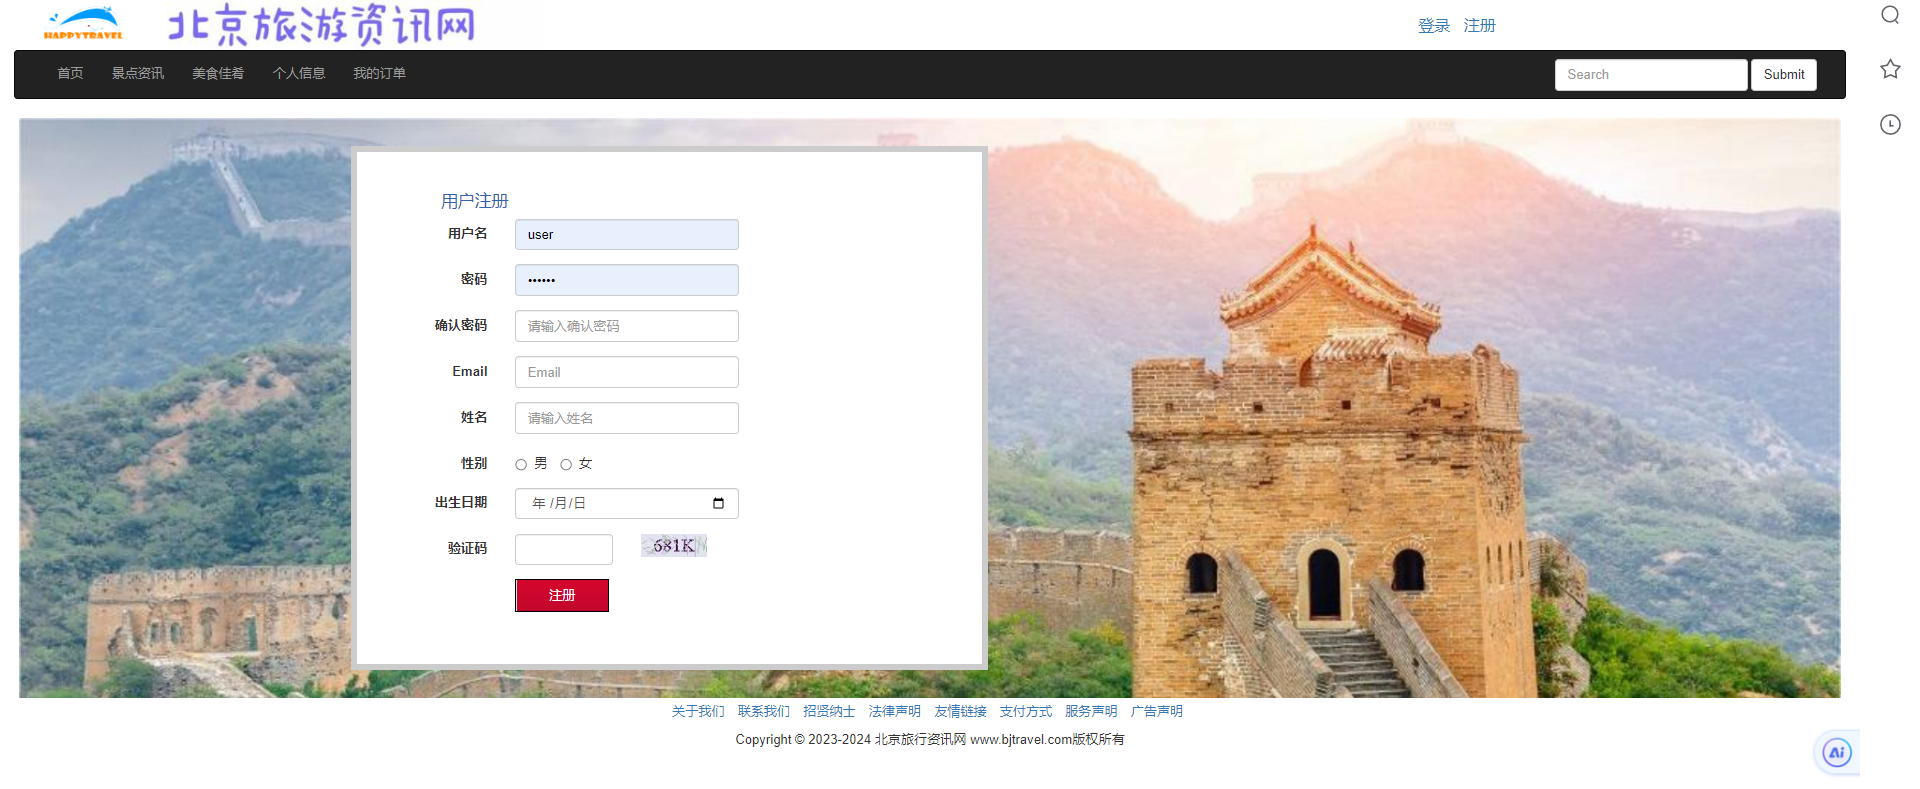 HAPPYTRAVEL 北京旅游资讯网 登录 注册
首页 景点资讯 美食佳肴 个人信息 我的订单 Search Submit
用户注册
用户名 user
密码 ••••••
确认密码 请输入确认密码
Email Email
姓名 请输入姓名
性别 男 女
出生日期 年 /月/日
验证码 681K
注册
关于我们 联系我们 招贤纳士 法律声明 友情链接 支付方式 服务声明 广告声明
Copyright © 2023-2024 北京旅行资讯网 www.bjtravel.com版权所有
Ai